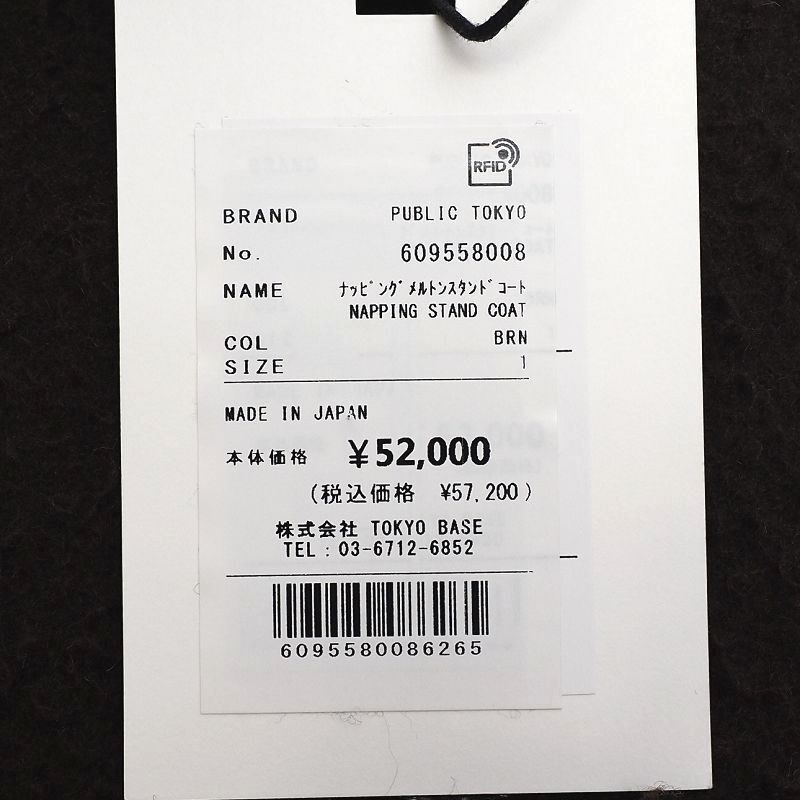 RFID
BRAND PUBLIC TOKYO
No. 609558008
NAME ﾅｯﾋﾟﾝｸﾞﾒﾙﾄﾝｽﾀﾝﾄﾞｺｰﾄ
NAPPING STAND COAT
COL BRN
SIZE 1
MADE IN JAPAN
本体価格 ¥52,000
(税込価格 ¥57,200)
株式会社 TOKYO BASE
TEL:03-6712-6852
6095580086265